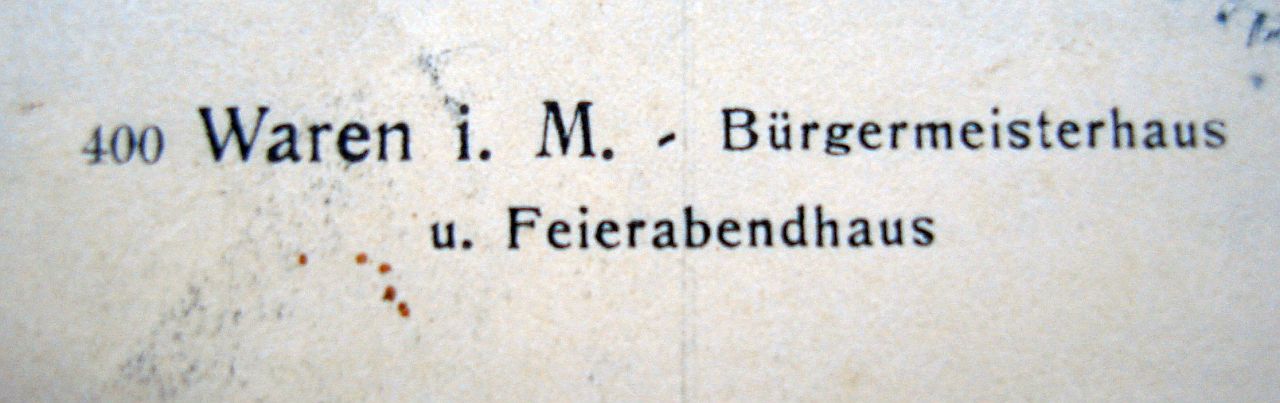 400 Waren i. M. - Bürgermeisterhaus
u. Feierabendhaus